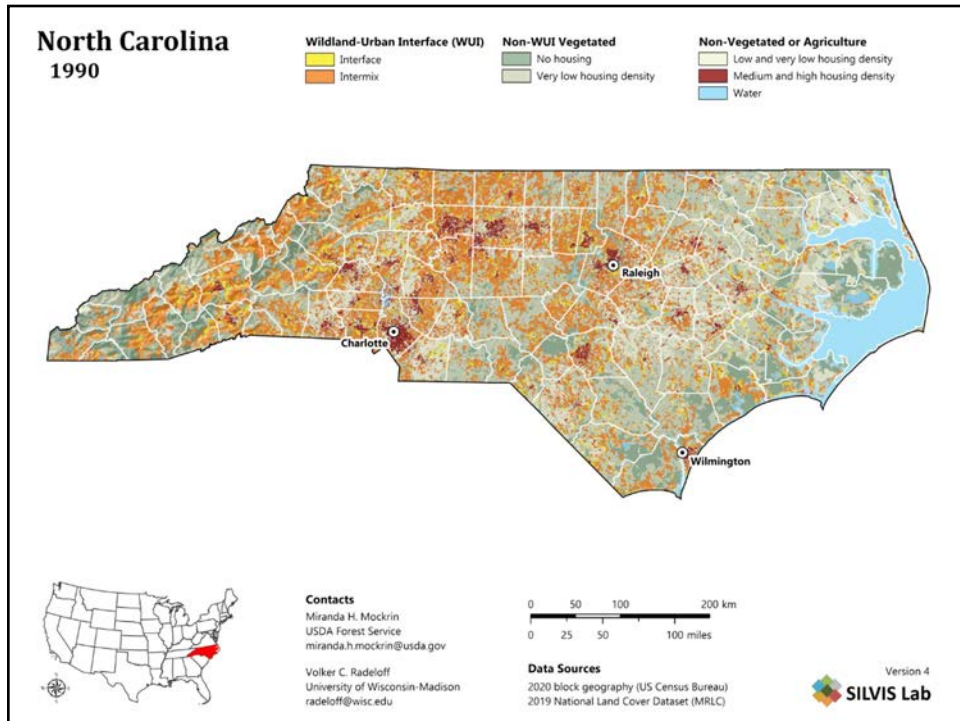 North Carolina
1990
Wildland-Urban Interface (WUI)
Interface
Intermix
Non-WUI Vegetated
No housing
Very low housing density
Non-Vegetated or Agriculture
Low and very low housing density
Medium and high housing density
Water
Raleigh
Charlotte
Wilmington
Contacts
Miranda H. Mockrin
USDA Forest Service
miranda.h.mockrin@usda.gov
Volker C. Radeloff
University of Wisconsin-Madison
radeloff@wisc.edu
0 50 100 200 km
0 25 50 100 miles
Data Sources
2020 block geography (US Census Bureau)
2019 National Land Cover Dataset (MRLC)
Version 4
SILVIS Lab